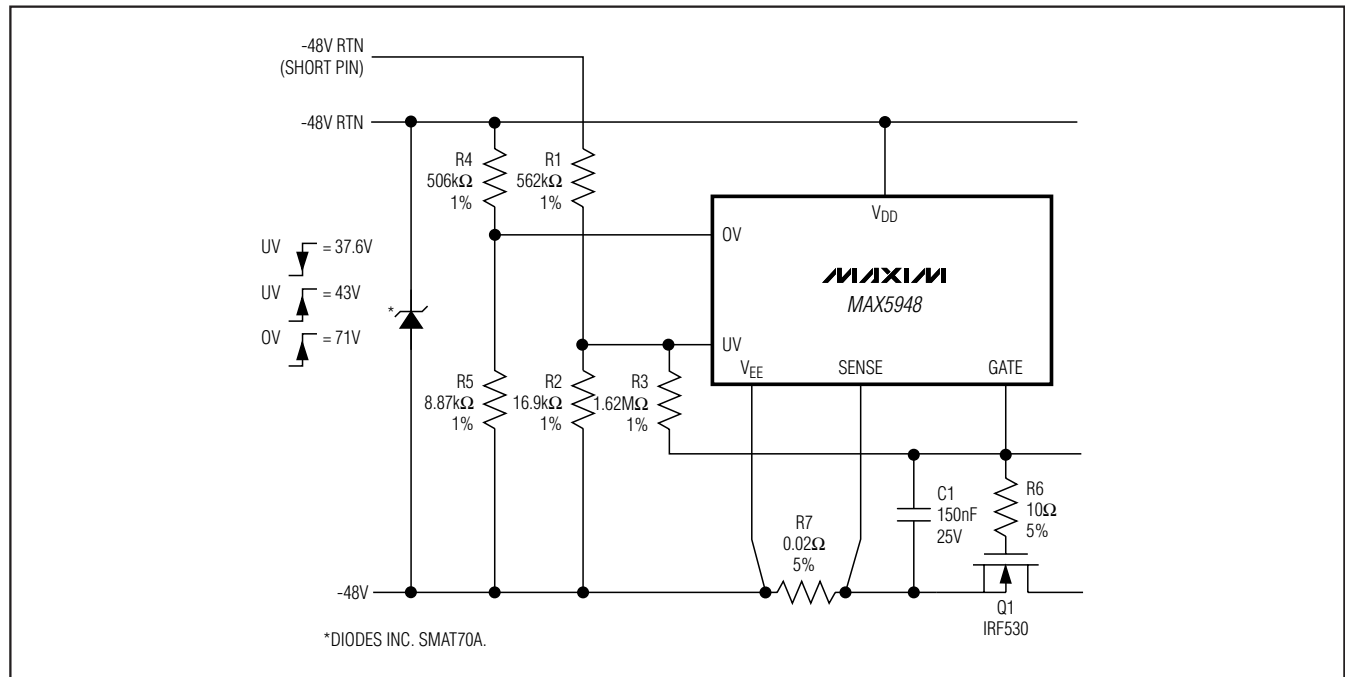 -48V RTN
(SHORT PIN)
-48V RTN
R4
506kΩ
1%
R1
562kΩ
1%
VDD
OV
MAXIM
MAX5948
UV = 37.6V
UV = 43V
OV = 71V
*
UV
VEE
SENSE
GATE
R5
8.87kΩ
1%
R2
16.9kΩ
1%
R3
1.62MΩ
1%
C1
150nF
25V
R6
10Ω
5%
R7
0.02Ω
5%
-48V
Q1
IRF530
*DIODES INC. SMAT70A.